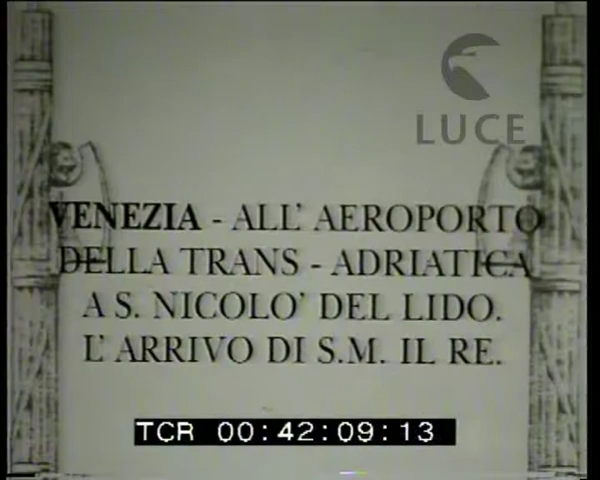 LUCE
VENEZIA - ALL' AEROPORTO
DELLA TRANS - ADRIATICA
A S. NICOLO' DEL LIDO.
L' ARRIVO DI S.M. IL RE.
TCR 00:42:09:13